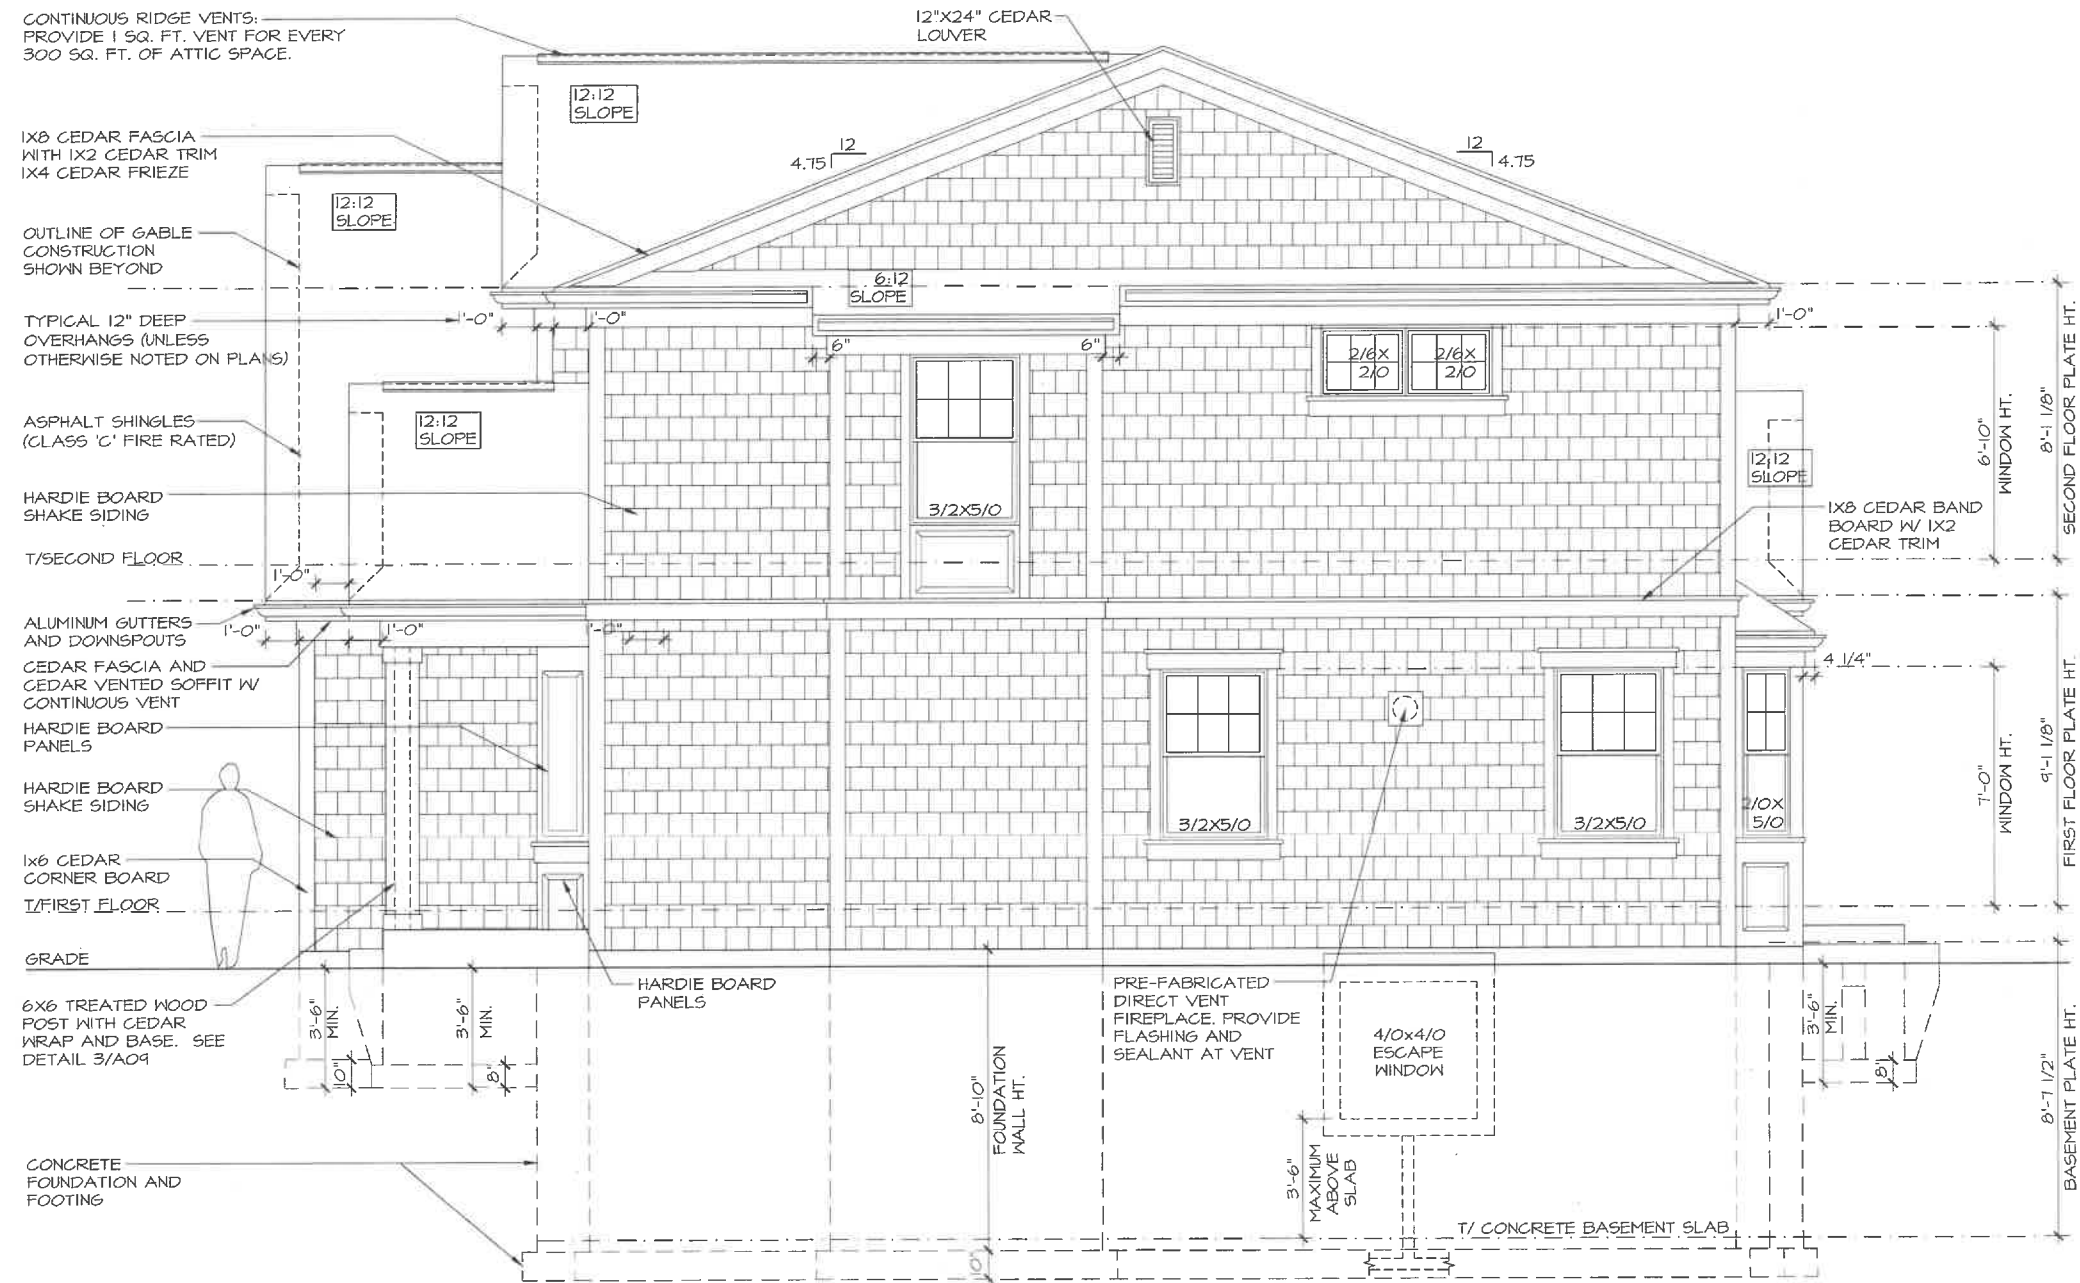 CONTINUOUS RIDGE VENTS:
PROVIDE 1 SQ. FT. VENT FOR EVERY
300 SQ. FT. OF ATTIC SPACE.
12"X24" CEDAR
LOUVER
12:12
SLOPE
1X8 CEDAR FASCIA
WITH 1X2 CEDAR TRIM
1X4 CEDAR FRIEZE
12
4.75
12
4.75
12:12
SLOPE
OUTLINE OF GABLE
CONSTRUCTION
SHOWN BEYOND
6:12
SLOPE
TYPICAL 12" DEEP
OVERHANGS (UNLESS
OTHERWISE NOTED ON PLANS)
1'-0"
1'-0"
1'-0"
6"
6"
2/6X
2/0
2/6X
2/0
ASPHALT SHINGLES
(CLASS 'C' FIRE RATED)
12:12
SLOPE
6'-10"
WINDOW HT.
8'-1 1/8"
SECOND FLOOR PLATE HT.
12:12
SLOPE
HARDIE BOARD
SHAKE SIDING
3/2X5/0
1X8 CEDAR BAND
BOARD W/ 1X2
CEDAR TRIM
T/SECOND FLOOR
1'-0"
ALUMINUM GUTTERS
AND DOWNSPOUTS
1'-0"
1'-0"
1'-0"
CEDAR FASCIA AND
CEDAR VENTED SOFFIT W/
CONTINUOUS VENT
4 1/4"
HARDIE BOARD
PANELS
7'-0"
WINDOW HT.
9'-1 1/8"
FIRST FLOOR PLATE HT.
HARDIE BOARD
SHAKE SIDING
3/2X5/0
3/2X5/0
2/0X
5/0
1x6 CEDAR
CORNER BOARD
T/FIRST FLOOR
GRADE
HARDIE BOARD
PANELS
PRE-FABRICATED
DIRECT VENT
FIREPLACE. PROVIDE
FLASHING AND
SEALANT AT VENT
6X6 TREATED WOOD
POST WITH CEDAR
WRAP AND BASE. SEE
DETAIL 3/A09
3'-6"
MIN.
3'-6"
MIN.
10"
8"
4/0x4/0
ESCAPE
WINDOW
3'-6"
MIN.
8"
8'-10"
FOUNDATION
WALL HT.
3'-6"
MAXIMUM
ABOVE
SLAB
8'-7 1/2"
BASEMENT PLATE HT.
CONCRETE
FOUNDATION AND
FOOTING
T/ CONCRETE BASEMENT SLAB
10"